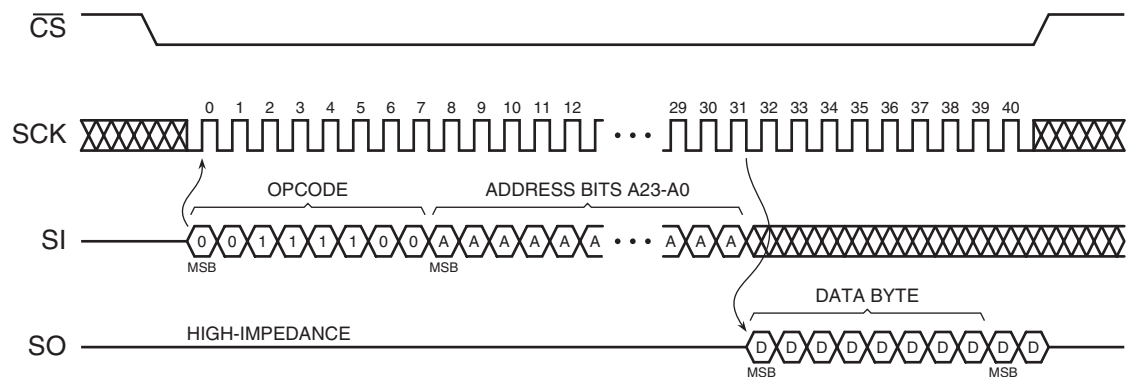 CS
0 1 2 3 4 5 6 7 8 9 10 11 12 29 30 31 32 33 34 35 36 37 38 39 40
SCK
OPCODE ADDRESS BITS A23-A0
SI 0 0 1 1 1 1 0 0 A A A A A A A A A
MSB MSB
DATA BYTE
HIGH-IMPEDANCE
SO D D D D D D D D D D
MSB MSB